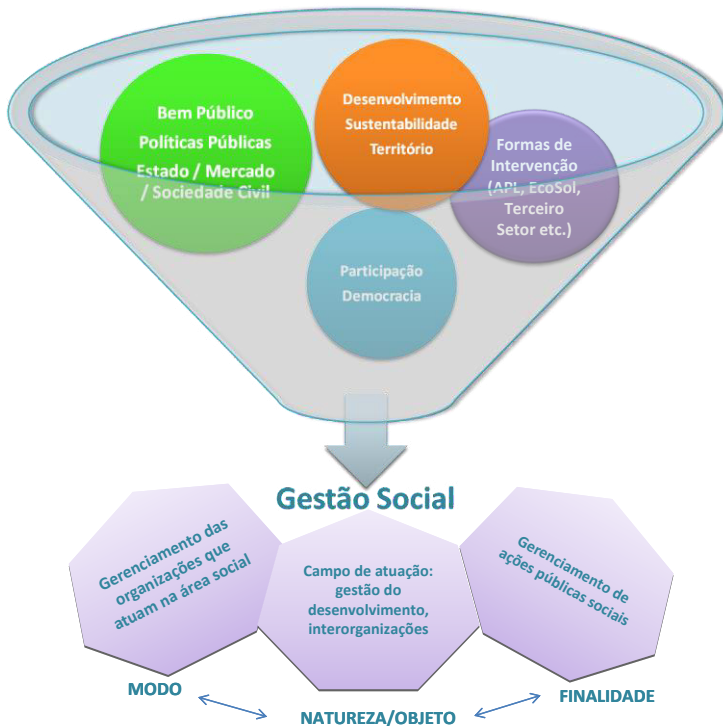 Bem Público
Políticas Públicas
Estado / Mercado
/ Sociedade Civil
Desenvolvimento
Sustentabilidade
Território
Formas de
Intervenção
(APL, EcoSol,
Terceiro
Setor etc.)
Participação
Democracia
Gestão Social
Gerenciamento das
organizações que
atuam na área social
Campo de atuação:
gestão do
desenvolvimento,
interorganizações
Gerenciamento de
ações públicas sociais
MODO
NATUREZA/OBJETO
FINALIDADE